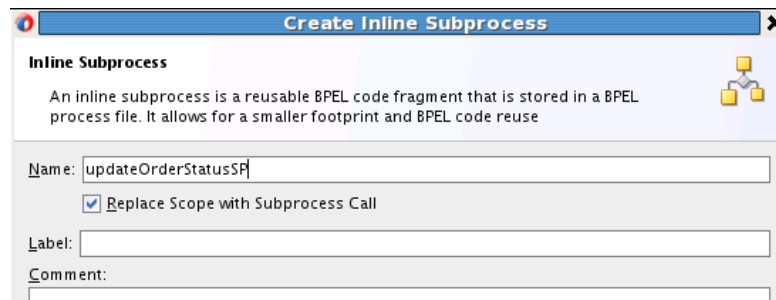 Create Inline Subprocess
Inline Subprocess
An inline subprocess is a reusable BPEL code fragment that is stored in a BPEL
process file. It allows for a smaller footprint and BPEL code reuse
Name: updateOrderStatusSP
Replace Scope with Subprocess Call
Label:
Comment: